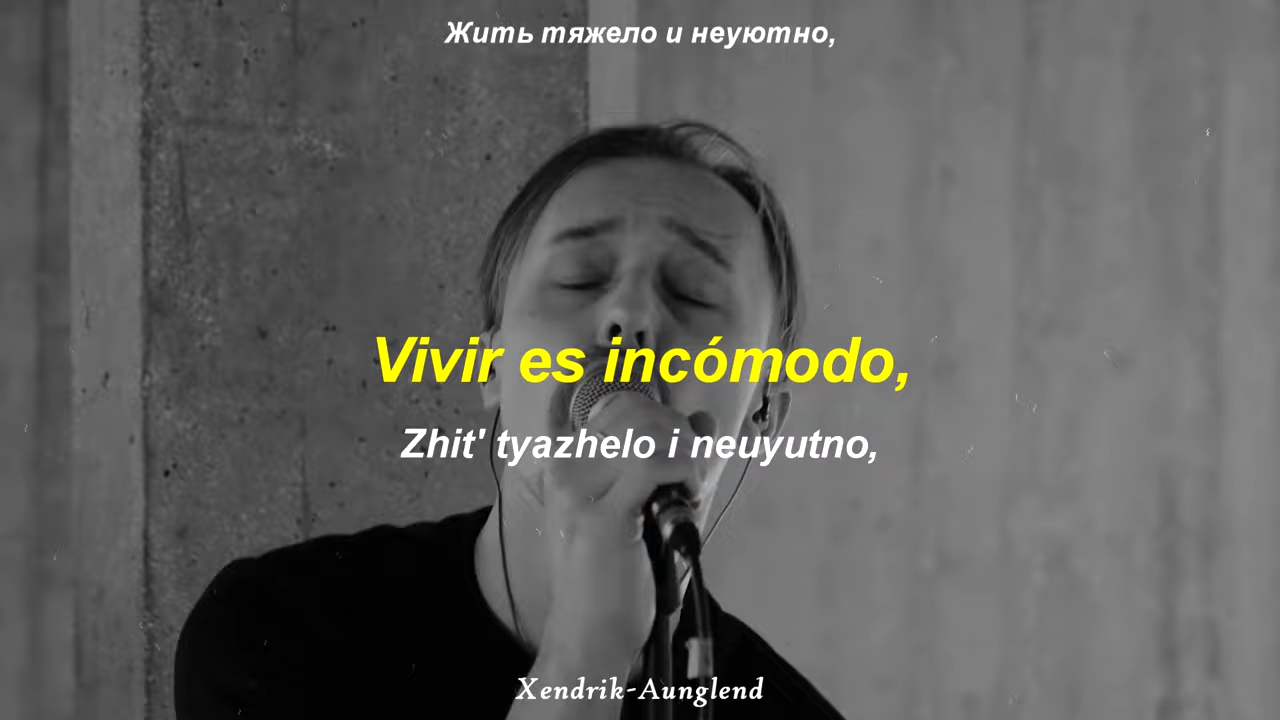 Жить тяжело и неуютно,
Vivir es incómodo,
Zhit' tyazhelo i neuyutno,
Xendrik-Aunglend